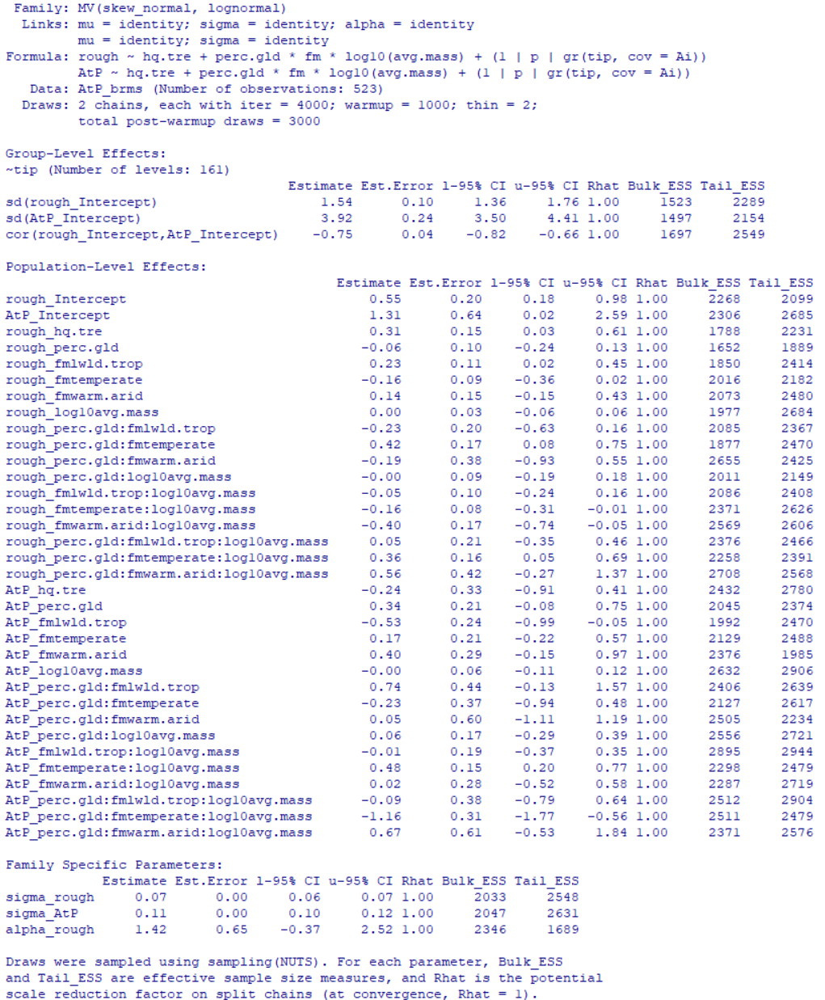 Family: MV(skew_normal, lognormal)
Links: mu = identity; sigma = identity; alpha = identity
mu = identity; sigma = identity
Formula: rough ~ hq.tre + perc.gld * fm * log10(avg.mass) + (1 | p | gr(tip, cov = Ai))
AtP ~ hq.tre + perc.gld * fm * log10(avg.mass) + (1 | p | gr(tip, cov = Ai))
Data: AtP_brms (Number of observations: 523)
Draws: 2 chains, each with iter = 4000; warmup = 1000; thin = 2;
total post-warmup draws = 3000
Group-Level Effects:
~tip (Number of levels: 161)
Estimate Est.Error l-95% CI u-95% CI Rhat Bulk_ESS Tail_ESS
sd(rough_Intercept) 1.54 0.10 1.36 1.76 1.00 1523 2289
sd(AtP_Intercept) 3.92 0.24 3.50 4.41 1.00 1497 2154
cor(rough_Intercept,AtP_Intercept) -0.75 0.04 -0.82 -0.66 1.00 1697 2549
Population-Level Effects:
Estimate Est.Error l-95% CI u-95% CI Rhat Bulk_ESS Tail_ESS
rough_Intercept 0.55 0.20 0.18 0.98 1.00 2268 2099
AtP_Intercept 1.31 0.64 0.02 2.59 1.00 2306 2685
rough_hq.tre 0.31 0.15 0.03 0.61 1.00 1788 2231
rough_perc.gld -0.06 0.10 -0.24 0.13 1.00 1652 1889
rough_fmlwld.trop 0.23 0.11 0.02 0.45 1.00 1850 2414
rough_fmtemperate -0.16 0.09 -0.36 0.02 1.00 2016 2182
rough_fmwarm.arid 0.14 0.15 -0.15 0.43 1.00 2073 2480
rough_log10avg.mass 0.00 0.03 -0.06 0.06 1.00 1977 2684
rough_perc.gld:fmlwld.trop -0.23 0.20 -0.63 0.16 1.00 2085 2367
rough_perc.gld:fmtemperate 0.42 0.17 0.08 0.75 1.00 1877 2470
rough_perc.gld:fmwarm.arid -0.19 0.38 -0.93 0.55 1.00 2655 2425
rough_perc.gld:log10avg.mass -0.00 0.09 -0.19 0.18 1.00 2011 2149
rough_fmlwld.trop:log10avg.mass -0.05 0.10 -0.24 0.16 1.00 2086 2408
rough_fmtemperate:log10avg.mass -0.16 0.08 -0.31 -0.01 1.00 2371 2626
rough_fmwarm.arid:log10avg.mass -0.40 0.17 -0.74 -0.05 1.00 2569 2606
rough_perc.gld:fmlwld.trop:log10avg.mass 0.05 0.21 -0.35 0.46 1.00 2376 2466
rough_perc.gld:fmtemperate:log10avg.mass 0.36 0.16 0.05 0.69 1.00 2258 2391
rough_perc.gld:fmwarm.arid:log10avg.mass 0.56 0.42 -0.27 1.37 1.00 2708 2568
AtP_hq.tre -0.24 0.33 -0.91 0.41 1.00 2432 2780
AtP_perc.gld 0.34 0.21 -0.08 0.75 1.00 2045 2374
AtP_fmlwld.trop -0.53 0.24 -0.99 -0.05 1.00 1992 2470
AtP_fmtemperate 0.17 0.21 -0.22 0.57 1.00 2129 2488
AtP_fmwarm.arid 0.40 0.29 -0.15 0.97 1.00 2376 1985
AtP_log10avg.mass -0.00 0.06 -0.11 0.12 1.00 2632 2906
AtP_perc.gld:fmlwld.trop 0.74 0.44 -0.13 1.57 1.00 2406 2639
AtP_perc.gld:fmtemperate -0.23 0.37 -0.94 0.48 1.00 2127 2617
AtP_perc.gld:fmwarm.arid 0.05 0.60 -1.11 1.19 1.00 2505 2234
AtP_perc.gld:log10avg.mass 0.06 0.17 -0.29 0.39 1.00 2556 2721
AtP_fmlwld.trop:log10avg.mass -0.01 0.19 -0.37 0.35 1.00 2895 2944
AtP_fmtemperate:log10avg.mass 0.48 0.15 0.20 0.77 1.00 2298 2479
AtP_fmwarm.arid:log10avg.mass 0.02 0.28 -0.52 0.58 1.00 2287 2719
AtP_perc.gld:fmlwld.trop:log10avg.mass -0.09 0.38 -0.79 0.64 1.00 2512 2904
AtP_perc.gld:fmtemperate:log10avg.mass -1.16 0.31 -1.77 -0.56 1.00 2511 2479
AtP_perc.gld:fmwarm.arid:log10avg.mass 0.67 0.61 -0.53 1.84 1.00 2371 2576
Family Specific Parameters:
Estimate Est.Error l-95% CI u-95% CI Rhat Bulk_ESS Tail_ESS
sigma_rough 0.07 0.00 0.06 0.07 1.00 2033 2548
sigma_AtP 0.11 0.00 0.10 0.12 1.00 2047 2631
alpha_rough 1.42 0.65 -0.37 2.52 1.00 2346 1689
Draws were sampled using sampling(NUTS). For each parameter, Bulk_ESS
and Tail_ESS are effective sample size measures, and Rhat is the potential
scale reduction factor on split chains (at convergence, Rhat = 1).